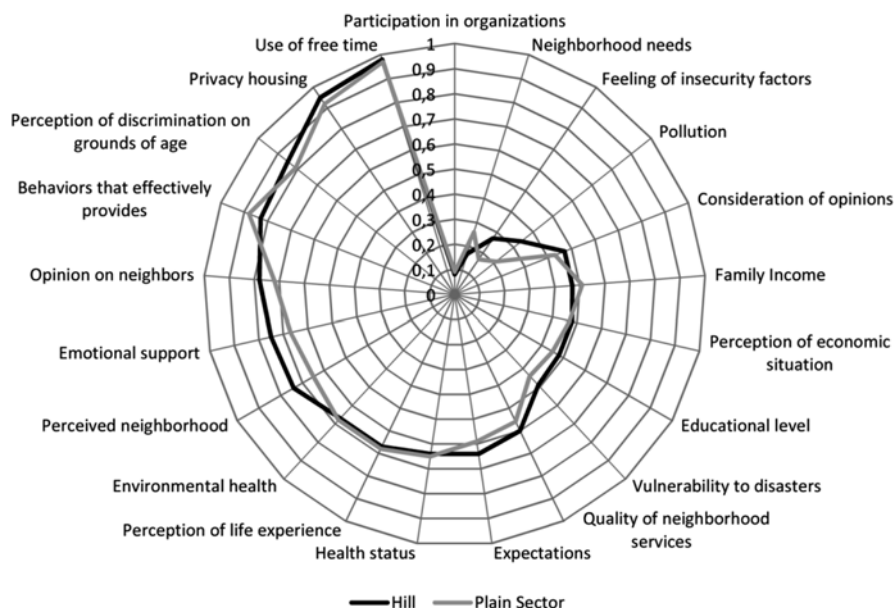 Participation in organizations
Use of free time
Neighborhood needs
Privacy housing
Feeling of insecurity factors
Perception of discrimination on
grounds of age
Pollution
Behaviors that effectively
provides
Consideration of opinions
Opinion on neighbors
Family Income
Emotional support
Perception of economic
situation
Perceived neighborhood
Educational level
Environmental health
Vulnerability to disasters
Perception of life experience
Quality of neighborhood
services
Health status
Expectations
1
0,9
0,8
0,7
0,6
0,5
0,4
0,3
0,2
0,1
0
Hill
Plain Sector